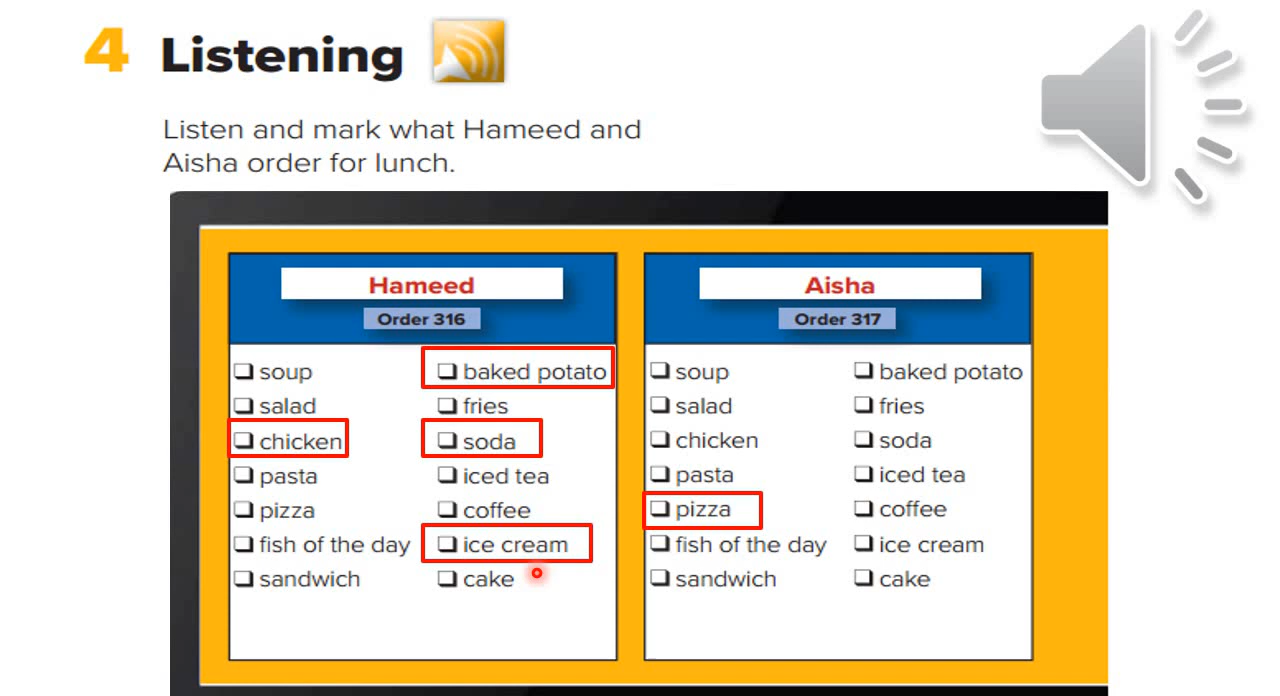 4 Listening
Listen and mark what Hameed and
Aisha order for lunch.
Hameed
Order 316
soup
salad
chicken
pasta
pizza
fish of the day
sandwich
baked potato
fries
soda
iced tea
coffee
ice cream
cake
Aisha
Order 317
soup
salad
chicken
pasta
pizza
fish of the day
sandwich
baked potato
fries
soda
iced tea
coffee
ice cream
cake